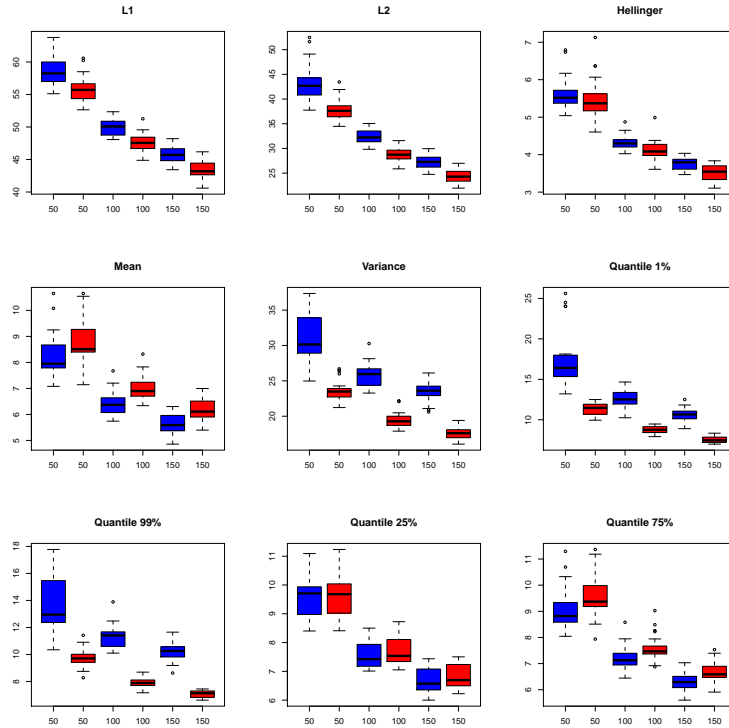 L1
L2
Hellinger
40 45 50 55 60
50 50 100 100 150 150
25 30 35 40 45 50
50 50 100 100 150 150
3 4 5 6 7
50 50 100 100 150 150
Mean
Variance
Quantile 1%
5 6 7 8 9 10
50 50 100 100 150 150
20 25 30 35
50 50 100 100 150 150
10 15 20 25
50 50 100 100 150 150
Quantile 99%
Quantile 25%
Quantile 75%
8 10 12 14 16 18
50 50 100 100 150 150
6 7 8 9 10 11
50 50 100 100 150 150
6 7 8 9 10 11
50 50 100 100 150 150